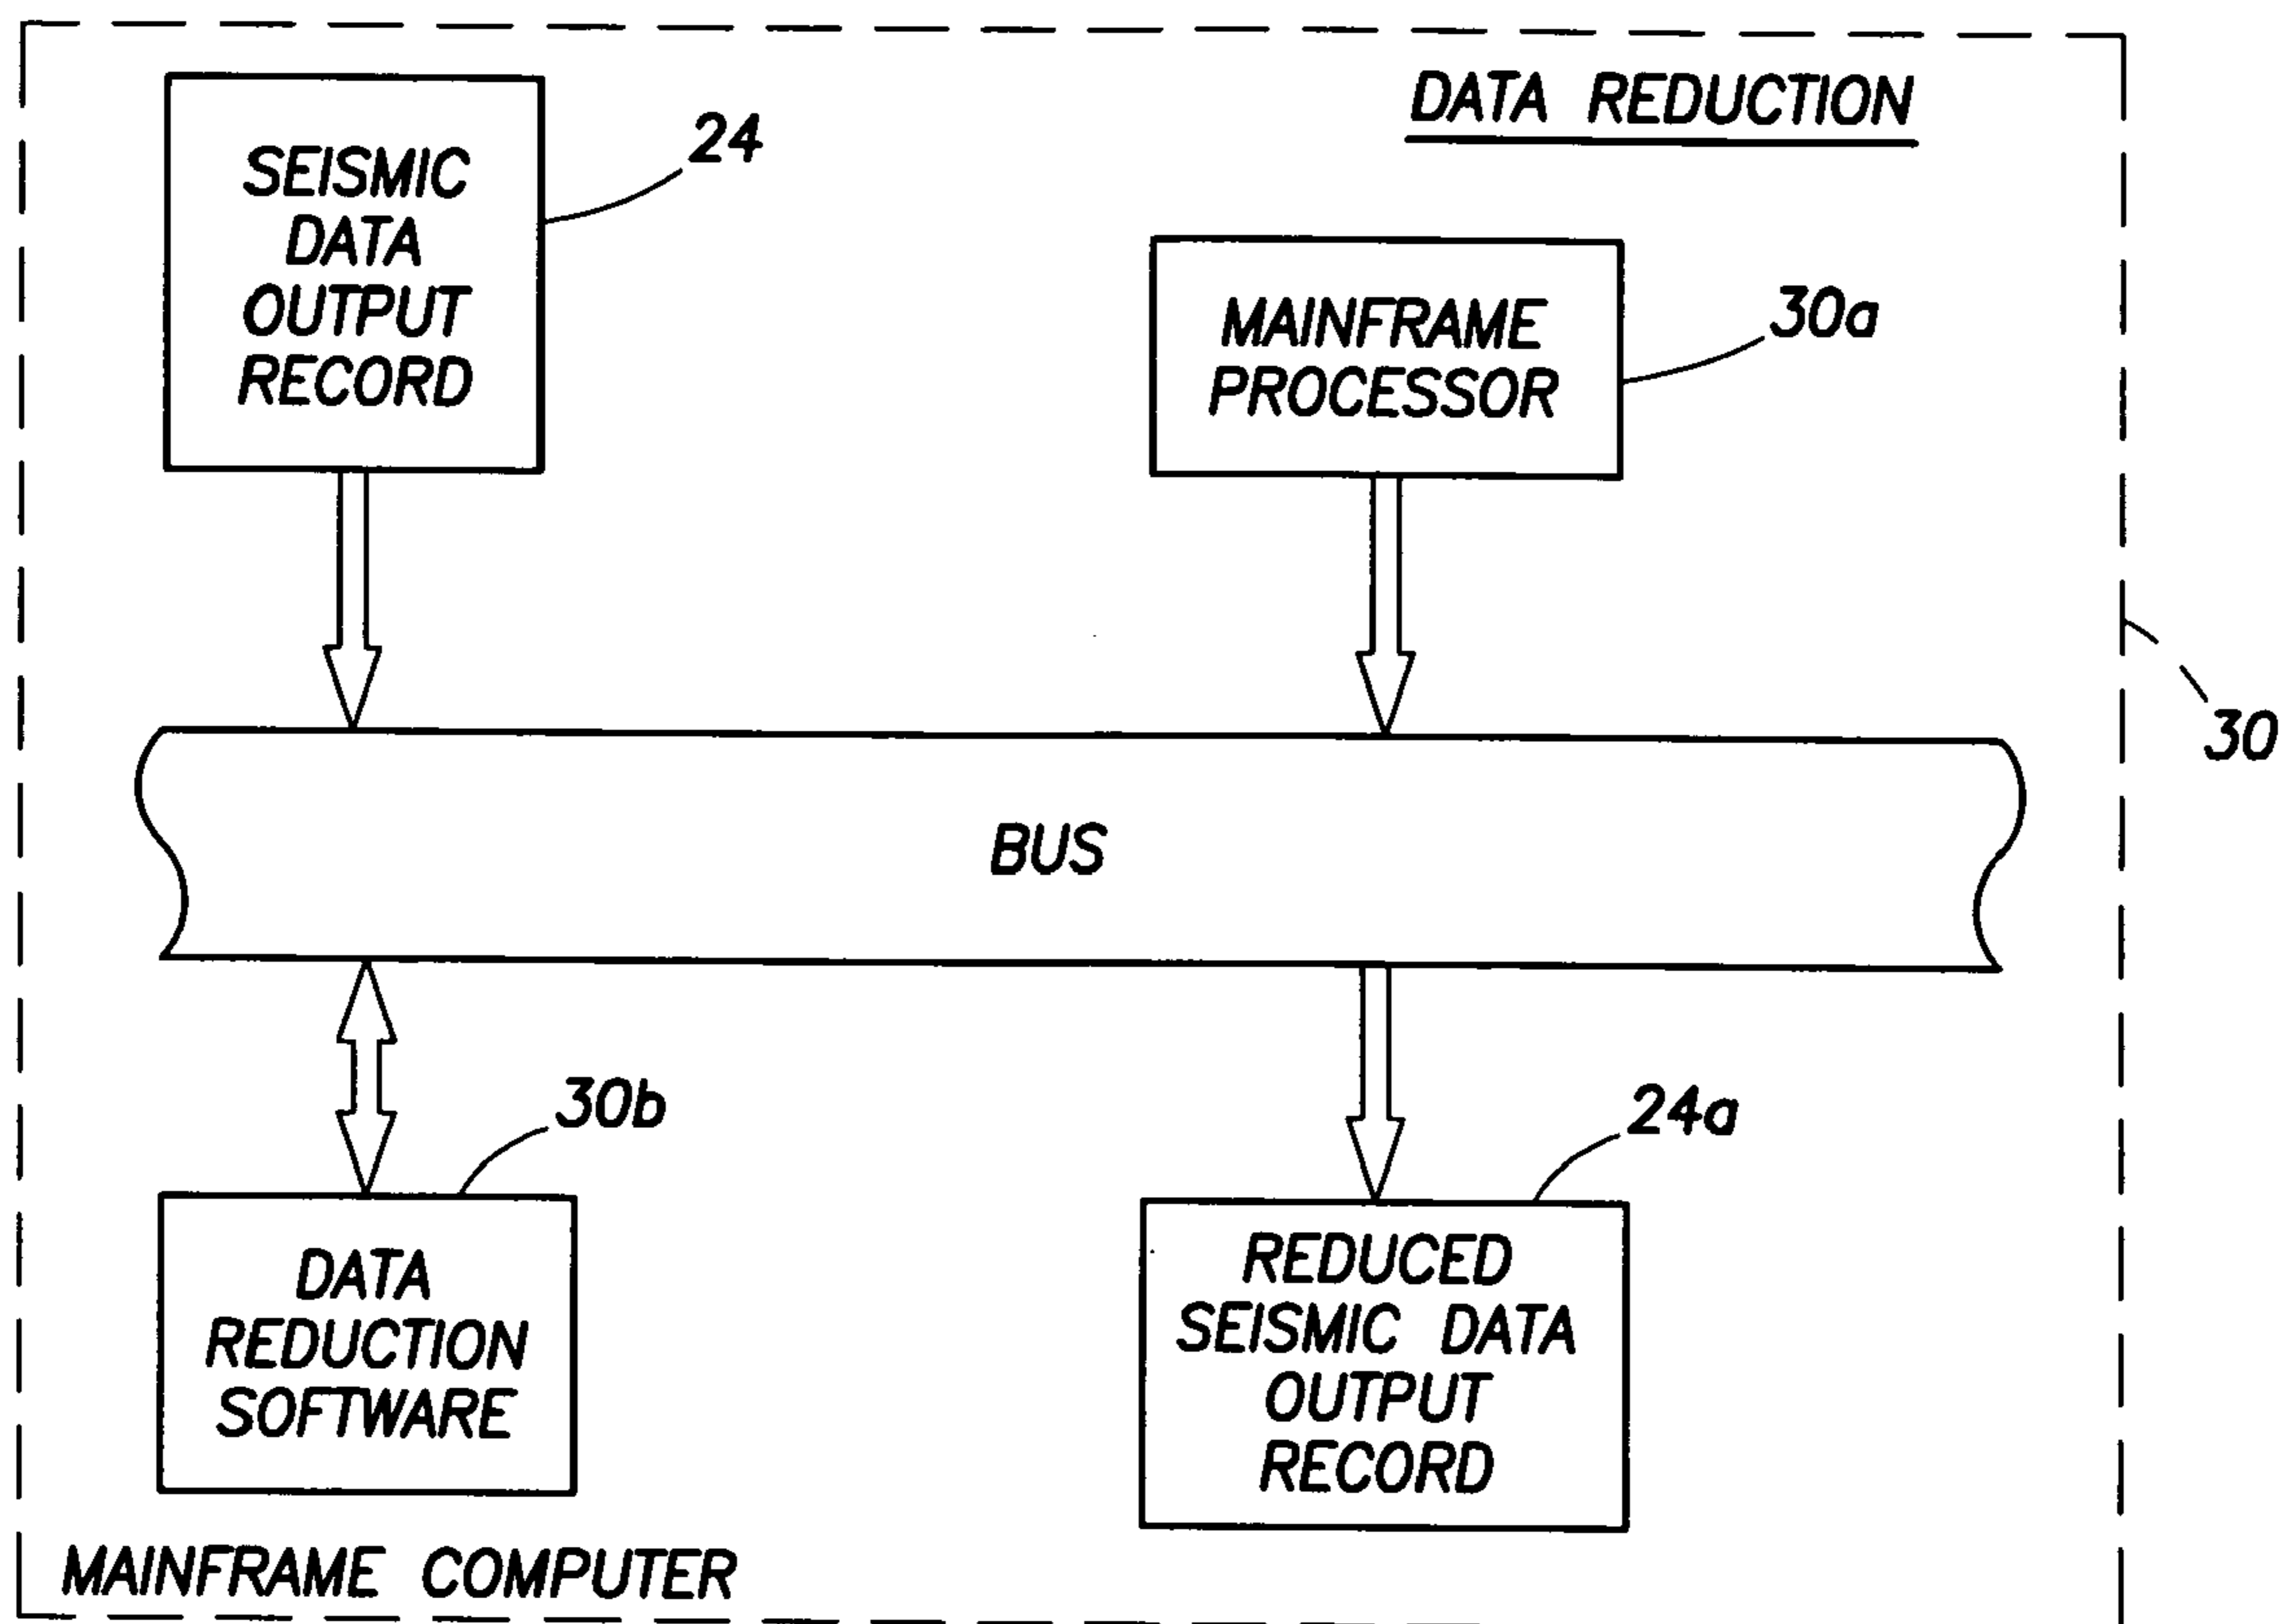 DATA REDUCTION
SEISMIC
DATA
OUTPUT
RECORD
24
MAINFRAME
PROCESSOR
30a
30
BUS
30b
DATA
REDUCTION
SOFTWARE
24a
REDUCED
SEISMIC DATA
OUTPUT
RECORD
MAINFRAME COMPUTER